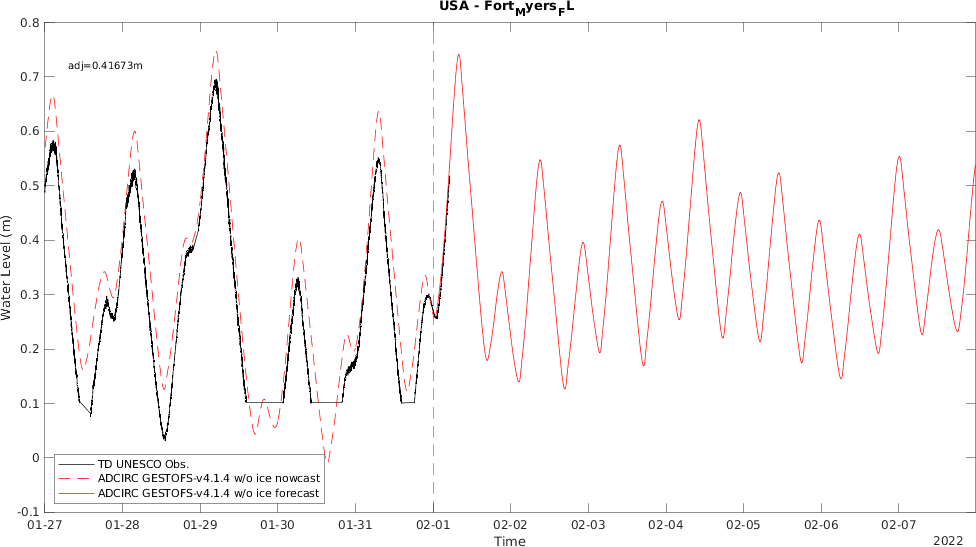 USA - FortMyersFL
0.8
adj=0.41673m
0.7
0.6
0.5
0.4
0.3
0.2
0.1
0
-0.1
Water Level (m)
TD UNESCO Obs.
ADCIRC GESTOFS-v4.1.4 w/o ice nowcast
ADCIRC GESTOFS-v4.1.4 w/o ice forecast
01-27 01-28 01-29 01-30 01-31 02-01 02-02 02-03 02-04 02-05 02-06 02-07
Time
2022